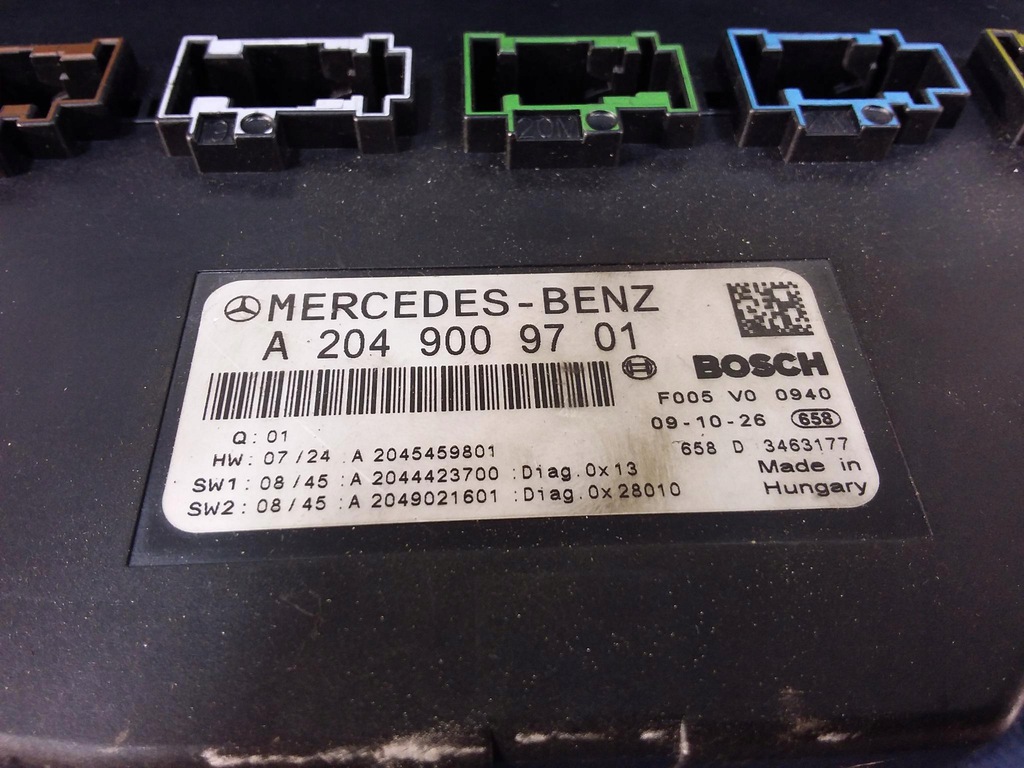 MERCEDES-BENZ
A 204 900 97 01
BOSCH
F005 V0 0940
09-10-26 658
658 D 3463177
Made in
Hungary
Q: 01
HW: 07/24 :A 2045459801
SW1: 08/45 :A 2044423700 :Diag.0x13
SW2: 08/45 :A 2049021601 :Diag.0x28010